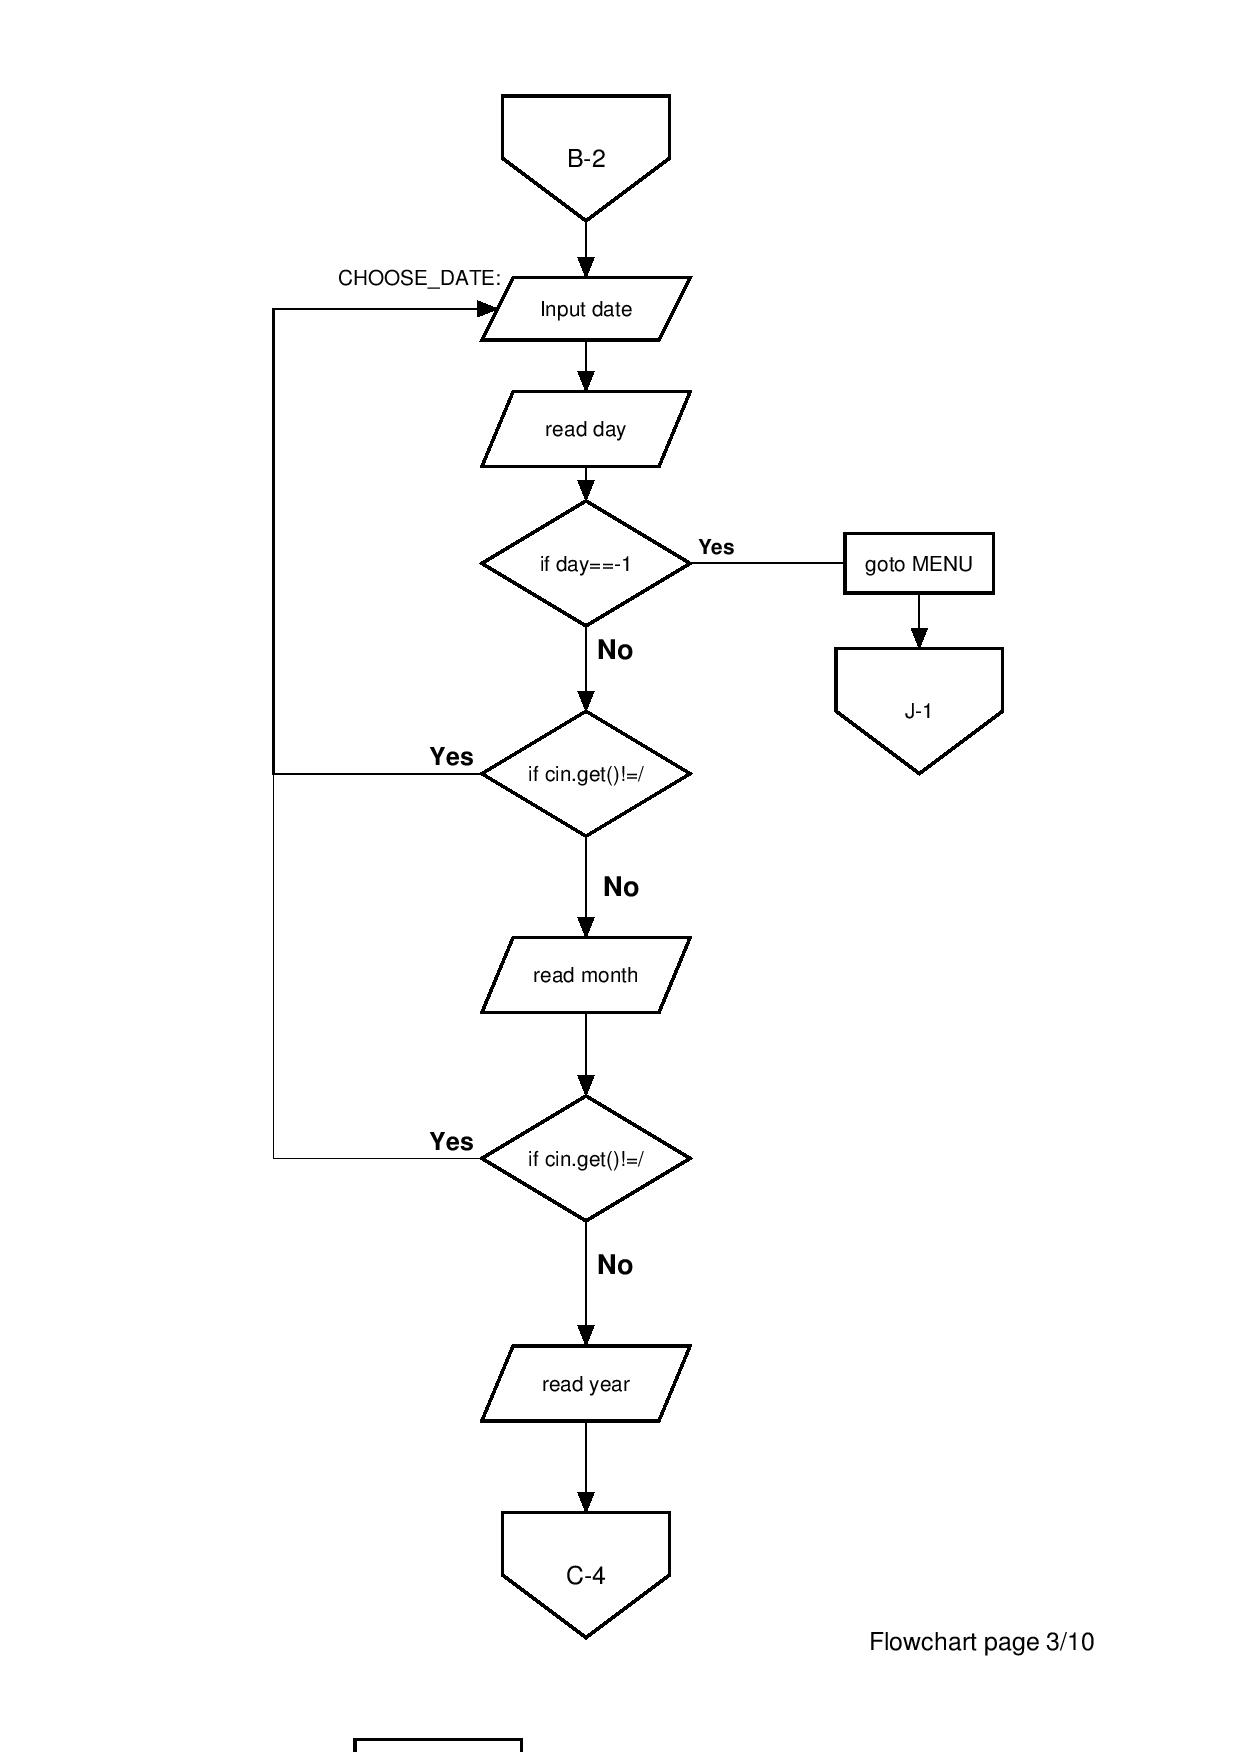 B-2
CHOOSE_DATE:
Input date
read day
if day==-1
Yes
goto MENU
No
J-1
Yes
if cin.get()!=/
No
read month
Yes
if cin.get()!=/
No
read year
C-4
Flowchart page 3/10